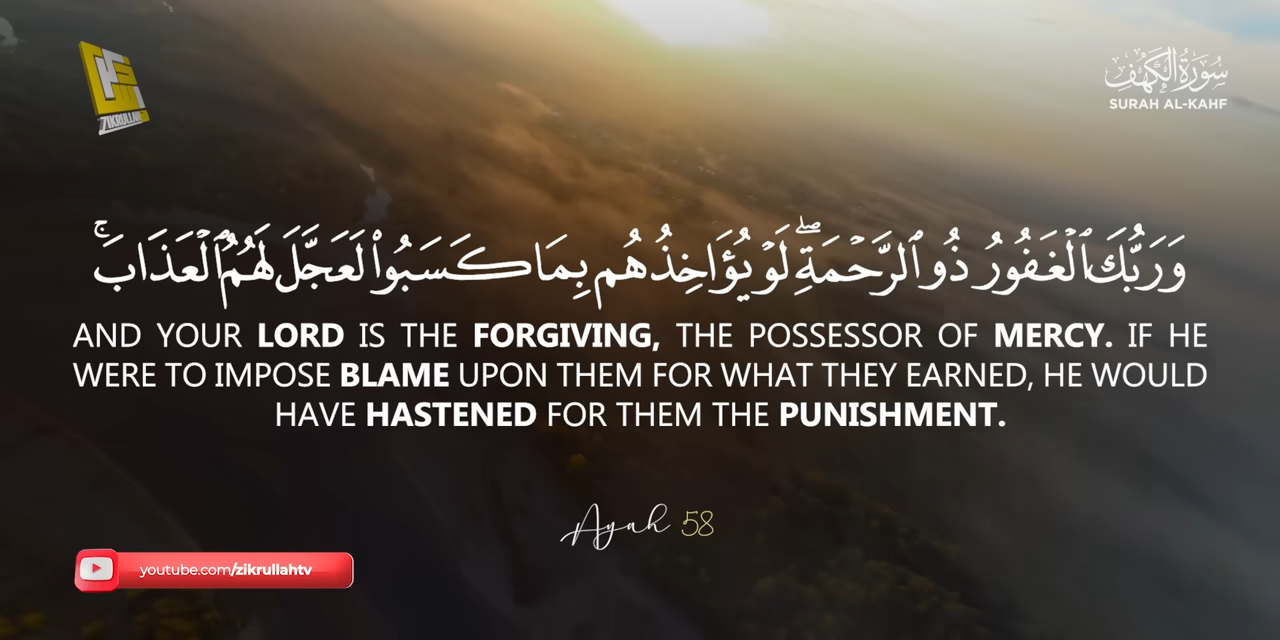 ZIKRULLAH
سُورَةُ الكَهْفِ
SURAH AL-KAHF
وَرَبُّكَ ٱلْغَفُورُ ذُو ٱلرَّحْمَةِ ۖ لَوْ يُؤَاخِذُهُم بِمَا كَسَبُوا۟ لَعَجَّلَ لَهُمُ ٱلْعَذَابَ ۚ
AND YOUR LORD IS THE FORGIVING, THE POSSESSOR OF MERCY. IF HE
WERE TO IMPOSE BLAME UPON THEM FOR WHAT THEY EARNED, HE WOULD
HAVE HASTENED FOR THEM THE PUNISHMENT.
Ayah 58
youtube.com/zikrullahtv